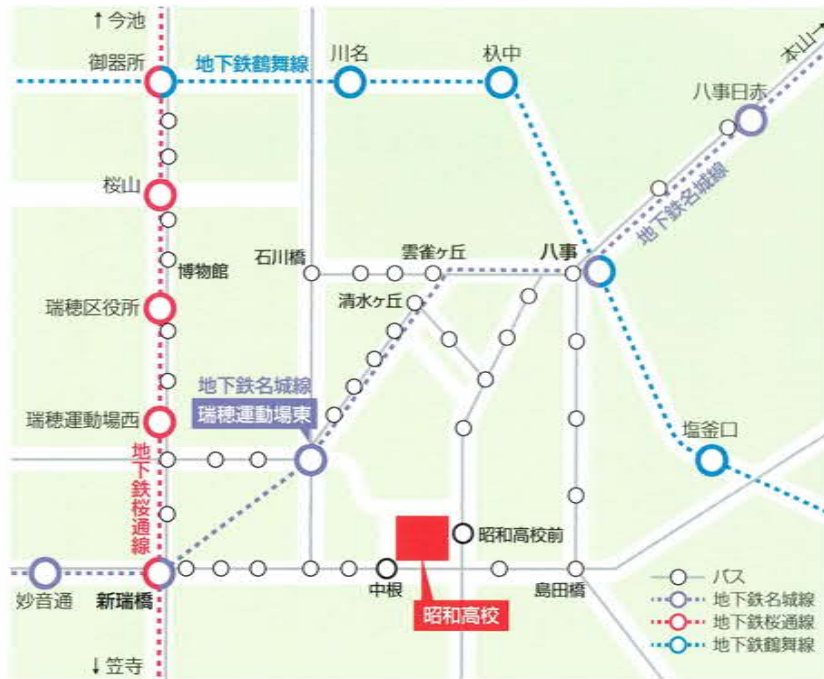 ↑今池
御器所
地下鉄鶴舞線
川名
杁中
本山→
八事日赤
桜山
地下鉄名城線
博物館
石川橋
雲雀ヶ丘
八事
瑞穂区役所
清水ヶ丘
地下鉄名城線
瑞穂運動場東
瑞穂運動場西
塩釜口
地下鉄桜通線
昭和高校前
妙音通
新瑞橋
中根
島田橋
昭和高校
↓笠寺
バス
地下鉄名城線
地下鉄桜通線
地下鉄鶴舞線